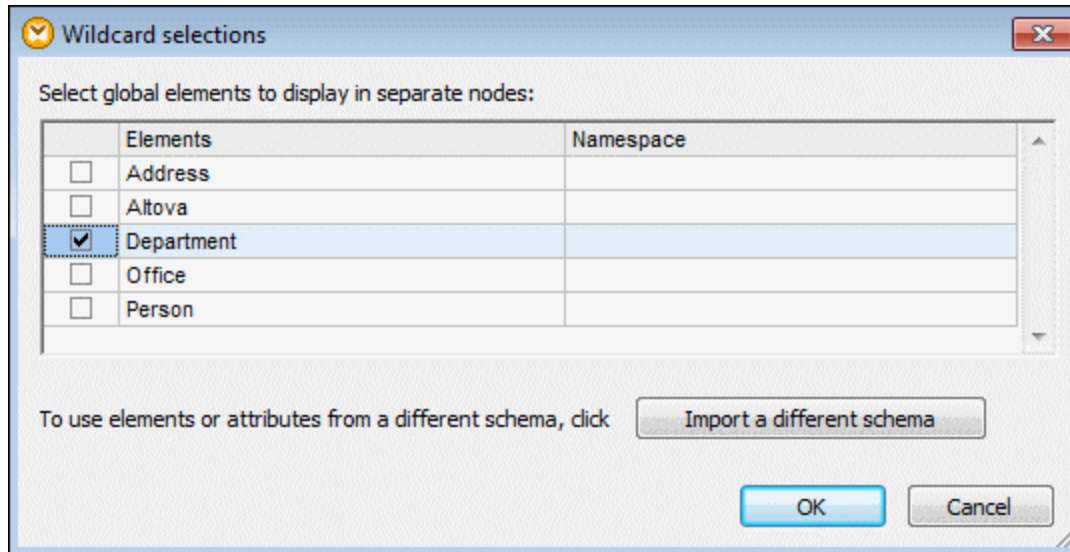 Wildcard selections
Select global elements to display in separate nodes:
Elements Namespace
Address
Altova
Department
Office
Person
To use elements or attributes from a different schema, click Import a different schema
OK Cancel